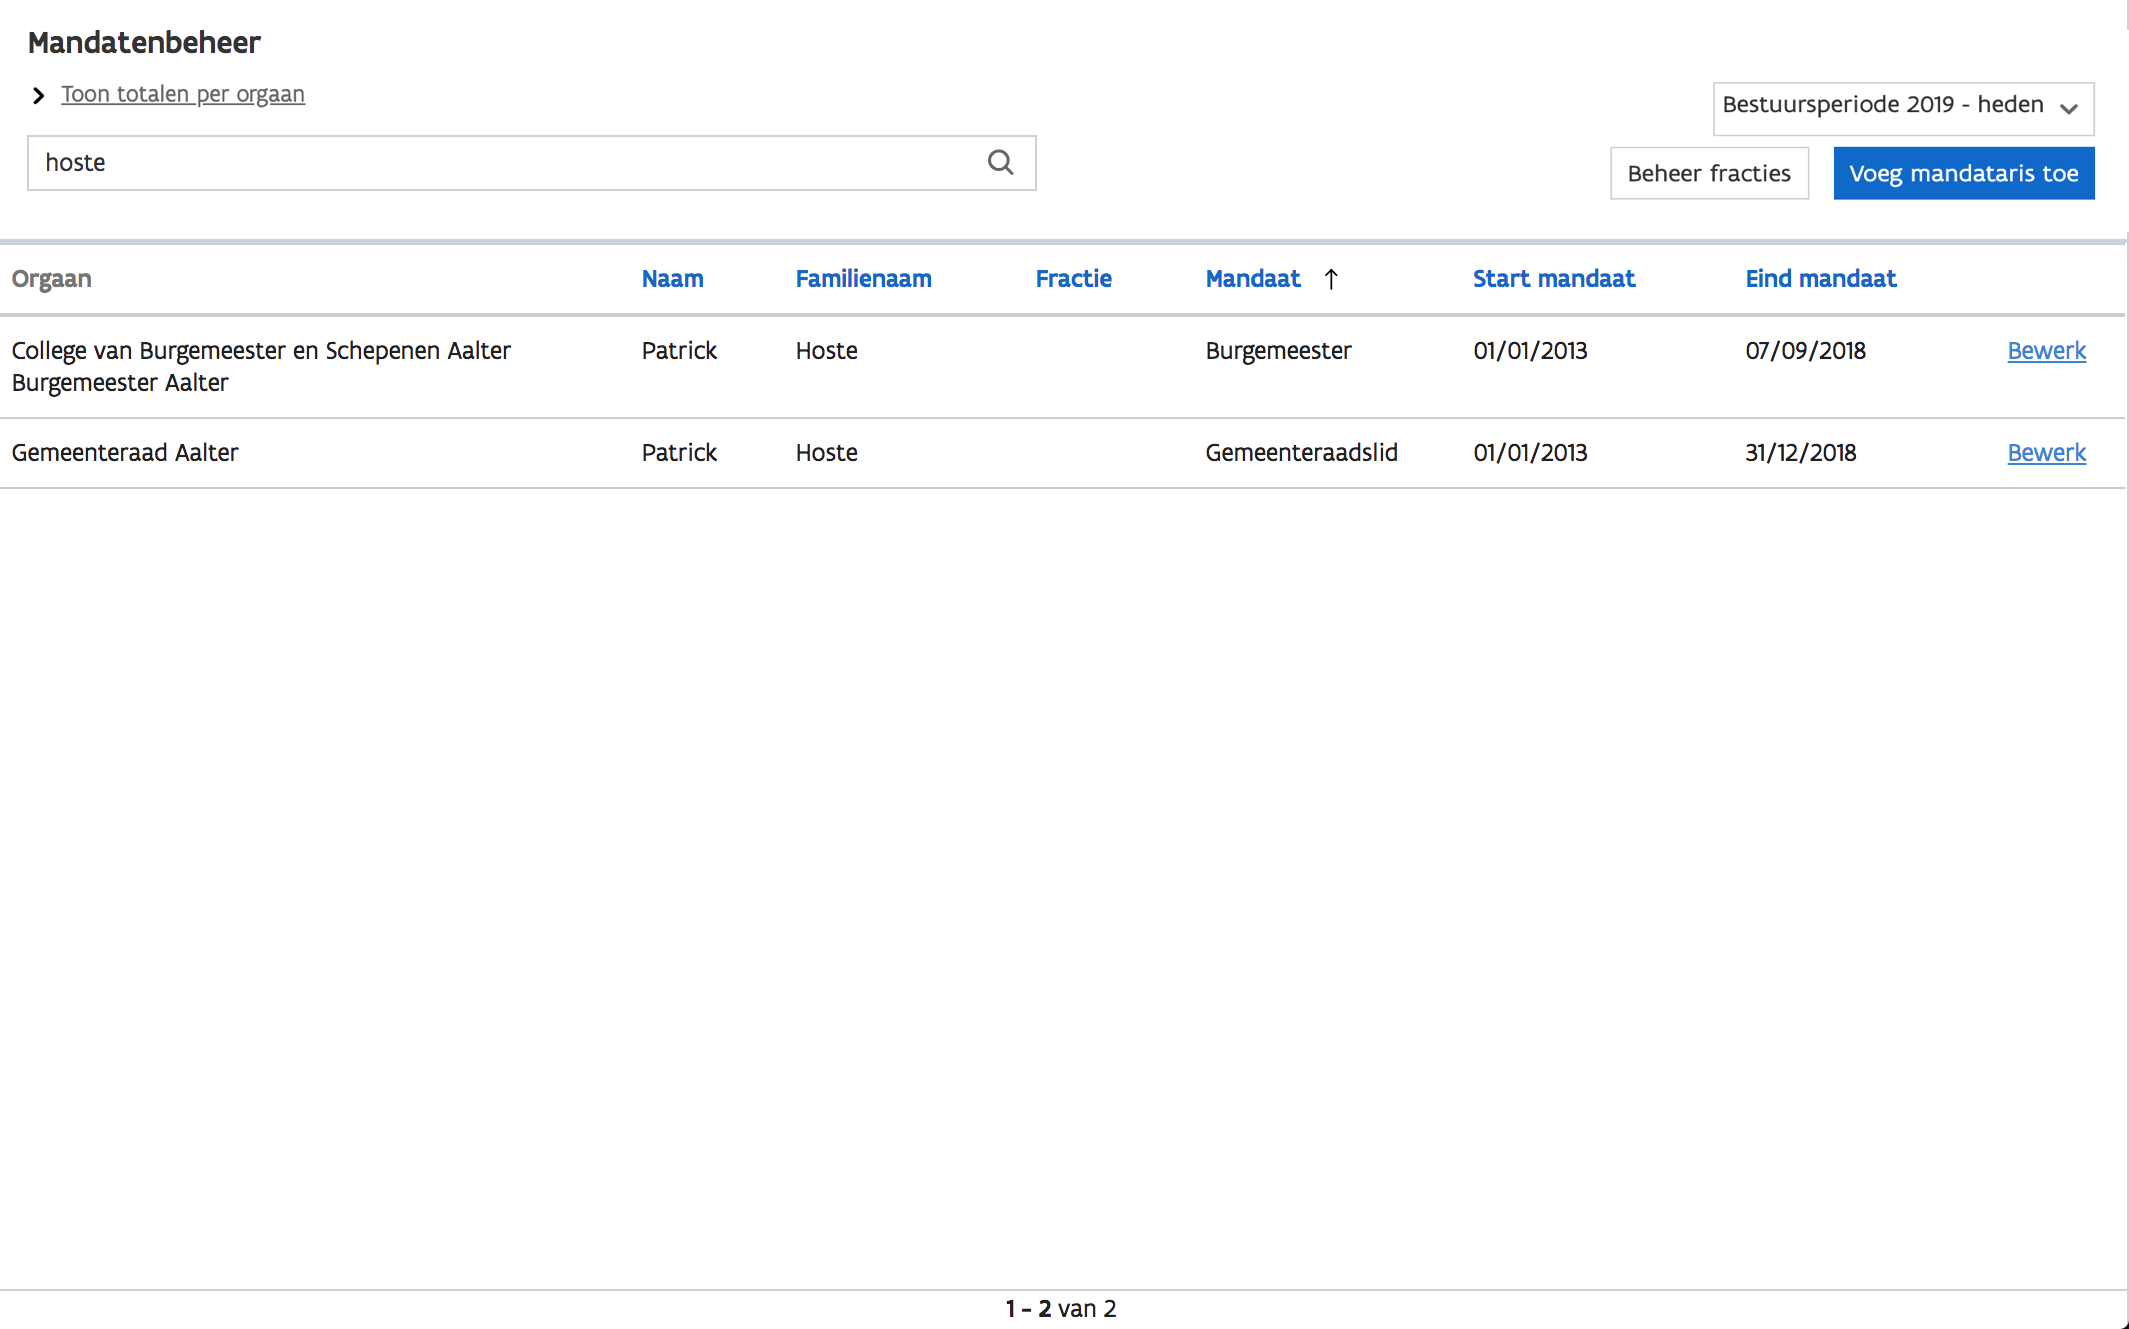 Mandatenbeheer
Toon totalen per orgaan
Bestuursperiode 2019 - heden
hoste
Beheer fracties
Voeg mandataris toe
Orgaan Naam Familienaam Fractie Mandaat ↑ Start mandaat Eind mandaat
College van Burgemeester en Schepenen Aalter Patrick Hoste Burgemeester 01/01/2013 07/09/2018 Bewerk
Burgemeester Aalter
Gemeenteraad Aalter Patrick Hoste Gemeenteraadslid 01/01/2013 31/12/2018 Bewerk
1 - 2 van 2